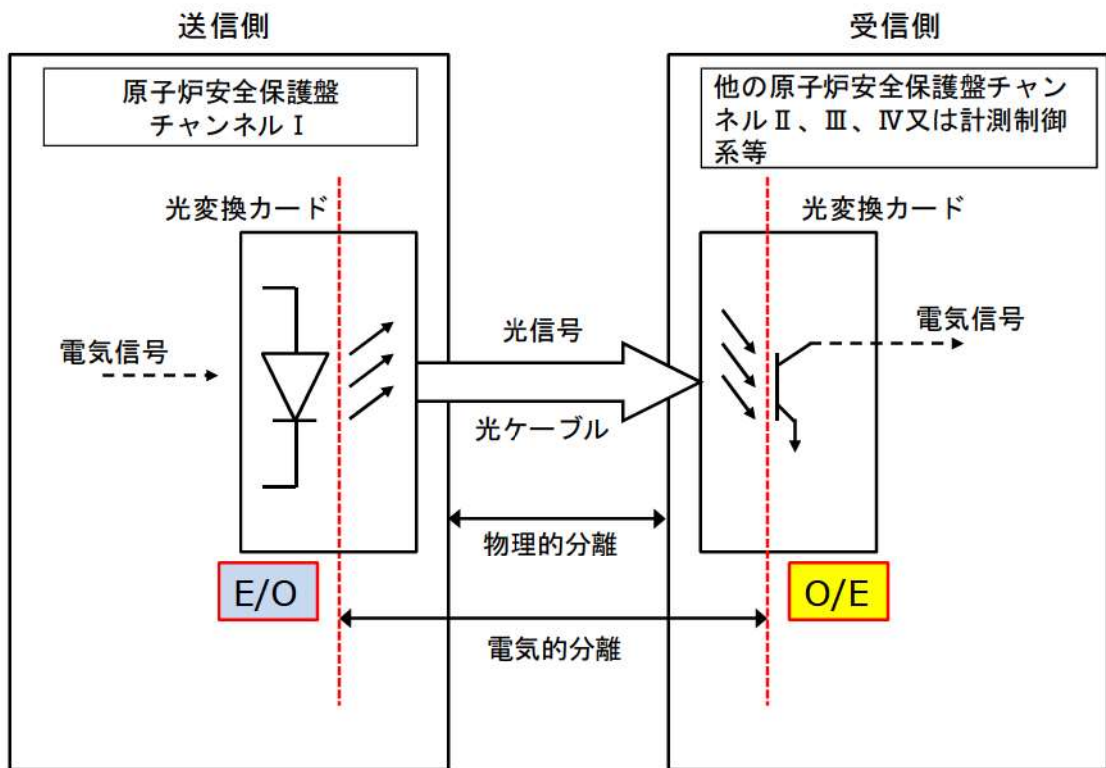 送信側
受信側
原子炉安全保護盤
チャンネルⅠ
他の原子炉安全保護盤チャン
ネルⅡ、Ⅲ、Ⅳ又は計測制御
系等
光変換カード
光変換カード
電気信号
光信号
電気信号
光ケーブル
物理的分離
E/O
O/E
電気的分離